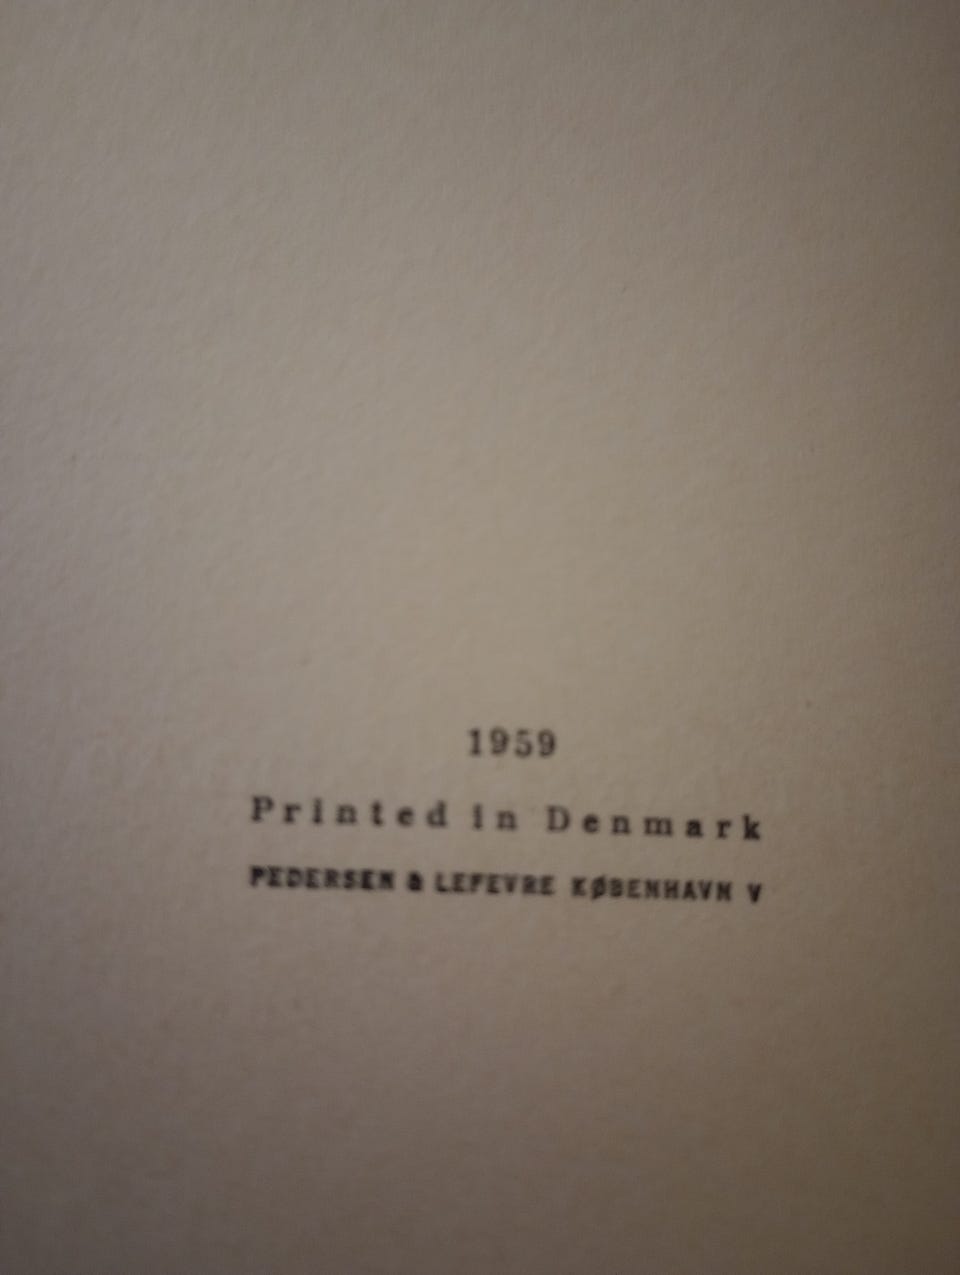 1959
Printed in Denmark
PEDERSEN & LEFEVRE KØBENHAVN V